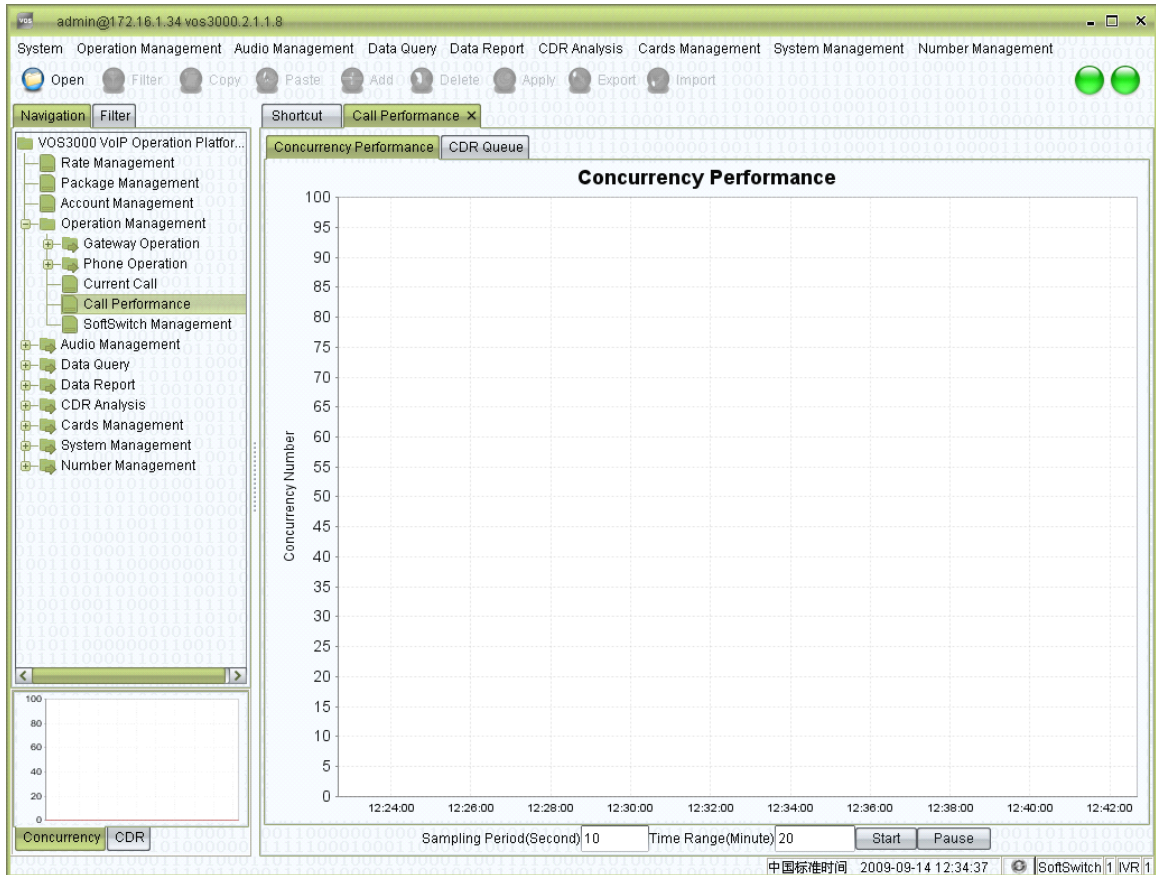 vos admin@172.16.1.34 vos3000.2.1.1.8
System Operation Management Audio Management Data Query Data Report CDR Analysis Cards Management System Management Number Management
Open Filter Copy Paste Add Delete Apply Export Import
Navigation Filter
VOS3000 VoIP Operation Platfor...
Rate Management
Package Management
Account Management
Operation Management
Gateway Operation
Phone Operation
Current Call
Call Performance
SoftSwitch Management
Audio Management
Data Query
Data Report
CDR Analysis
Cards Management
System Management
Number Management
100
80
60
40
20
0
Concurrency CDR
Shortcut Call Performance
Concurrency Performance CDR Queue
Concurrency Performance
Concurrency Number
100
95
90
85
80
75
70
65
60
55
50
45
40
35
30
25
20
15
10
5
0
12:24:00 12:26:00 12:28:00 12:30:00 12:32:00 12:34:00 12:36:00 12:38:00 12:40:00 12:42:00
Sampling Period(Second) 10 Time Range(Minute) 20 Start Pause
中国标准时间 2009-09-14 12:34:37 SoftSwitch 1 IVR 1